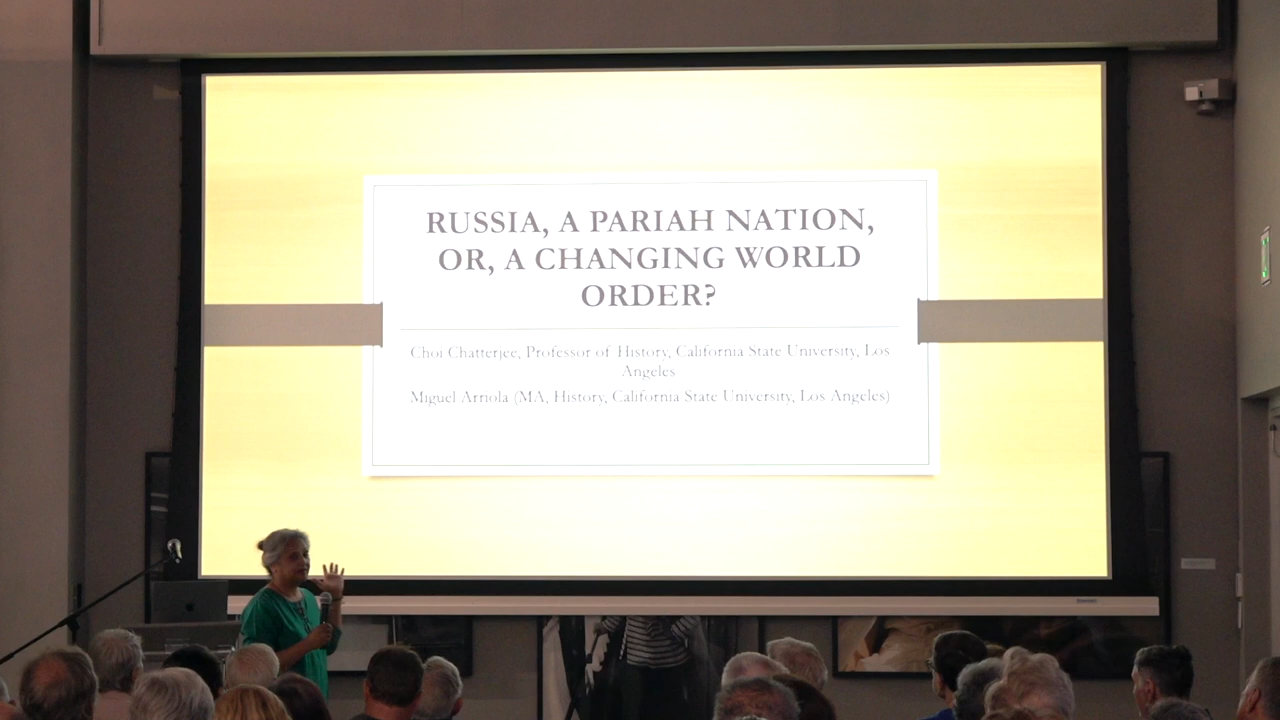 RUSSIA, A PARIAH NATION,
OR, A CHANGING WORLD
ORDER?
Choi Chatterjee, Professor of History, California State University, Los
Angeles
Miguel Arriola (MA, History, California State University, Los Angeles)